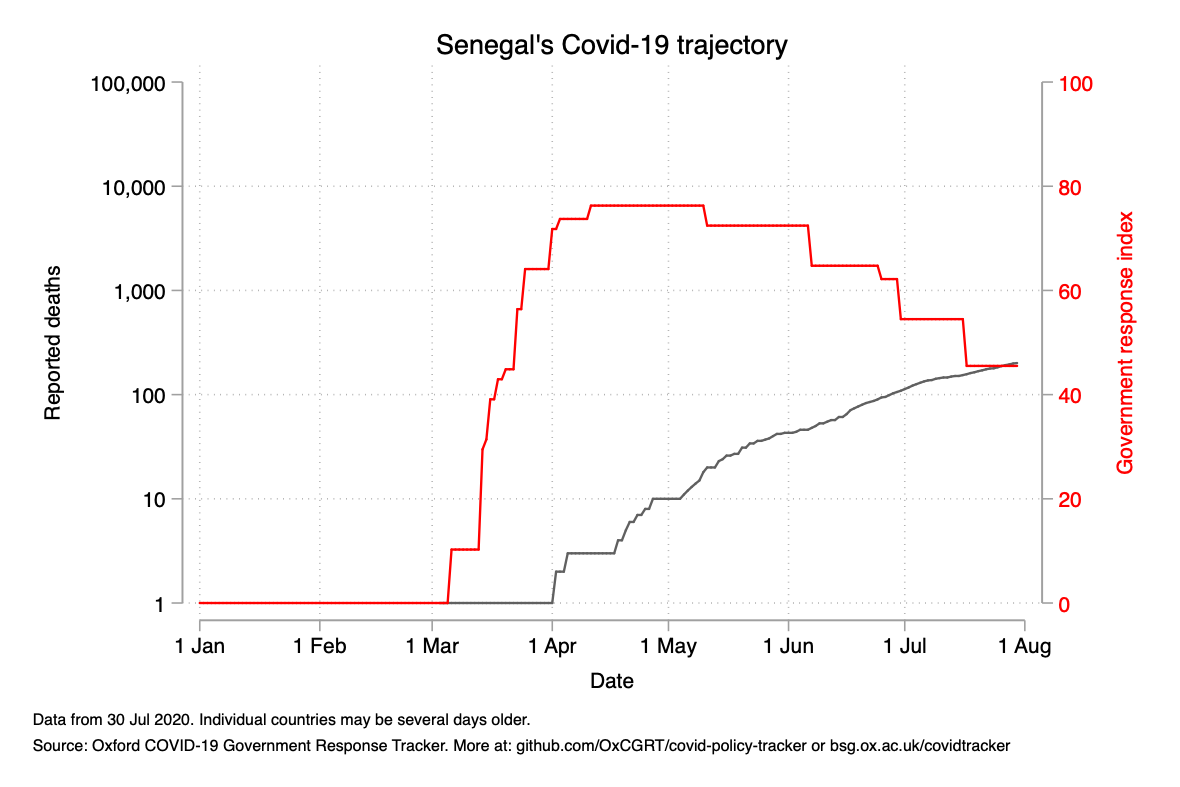 Senegal's Covid-19 trajectory
100,000
10,000
1,000
100
10
1
Reported deaths
100
80
60
40
20
0
Government response index
1 Jan 1 Feb 1 Mar 1 Apr 1 May 1 Jun 1 Jul 1 Aug
Date
Data from 30 Jul 2020. Individual countries may be several days older.
Source: Oxford COVID-19 Government Response Tracker. More at: github.com/OxCGRT/covid-policy-tracker or bsg.ox.ac.uk/covidtracker